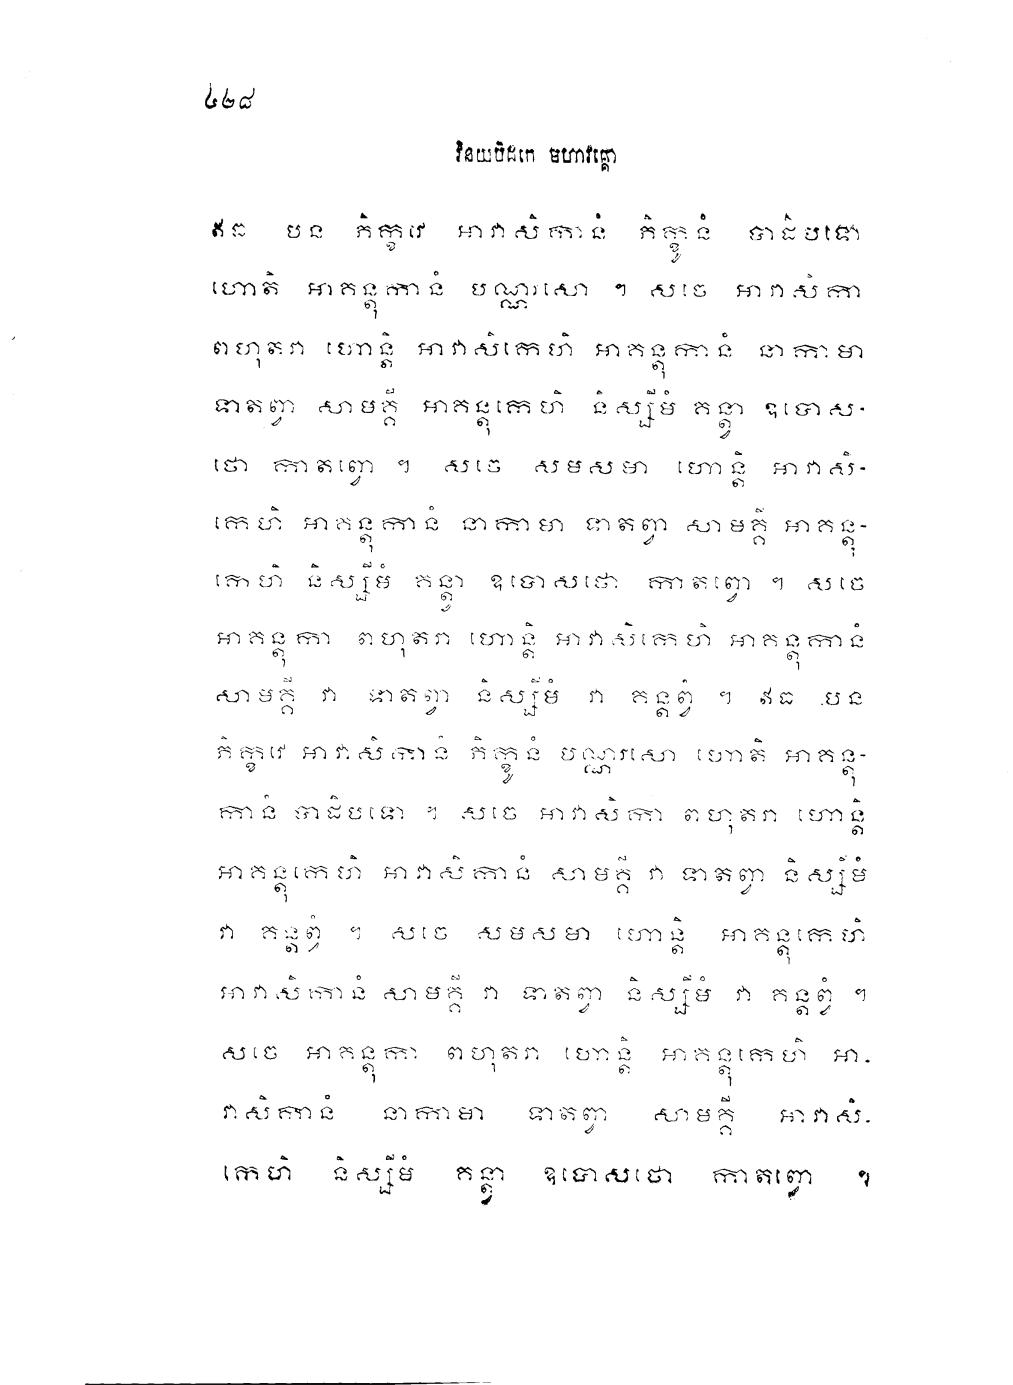 ៤២៨
វិនយបិដកេ មហាវគ្គោ
ឥធ បន ភិក្ខវេ អាវាសិកានំ ភិក្ខូនំ ចាដិបទោ
ហោតិ អាគន្តុកានំ បណ្ណរសោ ។ សចេ អាវាសិកា
ពហុតរា ហោន្តិ អាវាសិកេហិ អាគន្តុកានំ នាកាមា
ទាតព្វា សាមគ្គី អាគន្តុកេហិ និស្សីមំ គន្ត្វា ឧបោស-
ថោ កាតព្វោ ។ សចេ សមសមា ហោន្តិ អាវាសិ-
កេហិ អាគន្តុកានំ នាកាមា ទាតព្វា សាមគ្គី អាគន្តុ-
កេហិ និស្សីមំ គន្ត្វា ឧបោសថោ កាតព្វោ ។ សចេ
អាគន្តុកា ពហុតរា ហោន្តិ អាវាសិកេហិ អាគន្តុកានំ
សាមគ្គី វា ទាតព្វា និស្សីមំ វា គន្តព្វំ ។ ឥធ បន
ភិក្ខវេ អាវាសិកានំ ភិក្ខូនំ បណ្ណរសោ ហោតិ អាគន្តុ-
កានំ ចាដិបទោ ។ សចេ អាវាសិកា ពហុតរា ហោន្តិ
អាគន្តុកេហិ អាវាសិកានំ សាមគ្គី វា ទាតព្វា និស្សីមំ
វា គន្តព្វំ ។ សចេ សមសមា ហោន្តិ អាគន្តុកេហិ
អាវាសិកានំ សាមគ្គី វា ទាតព្វា និស្សីមំ វា គន្តព្វំ ។
សចេ អាគន្តុកា ពហុតរា ហោន្តិ អាគន្តុកេហិ អា-
វាសិកានំ នាកាមា ទាតព្វា សាមគ្គី អាវាសិ-
កេហិ និស្សីមំ គន្ត្វា ឧបោសថោ កាតព្វោ ។